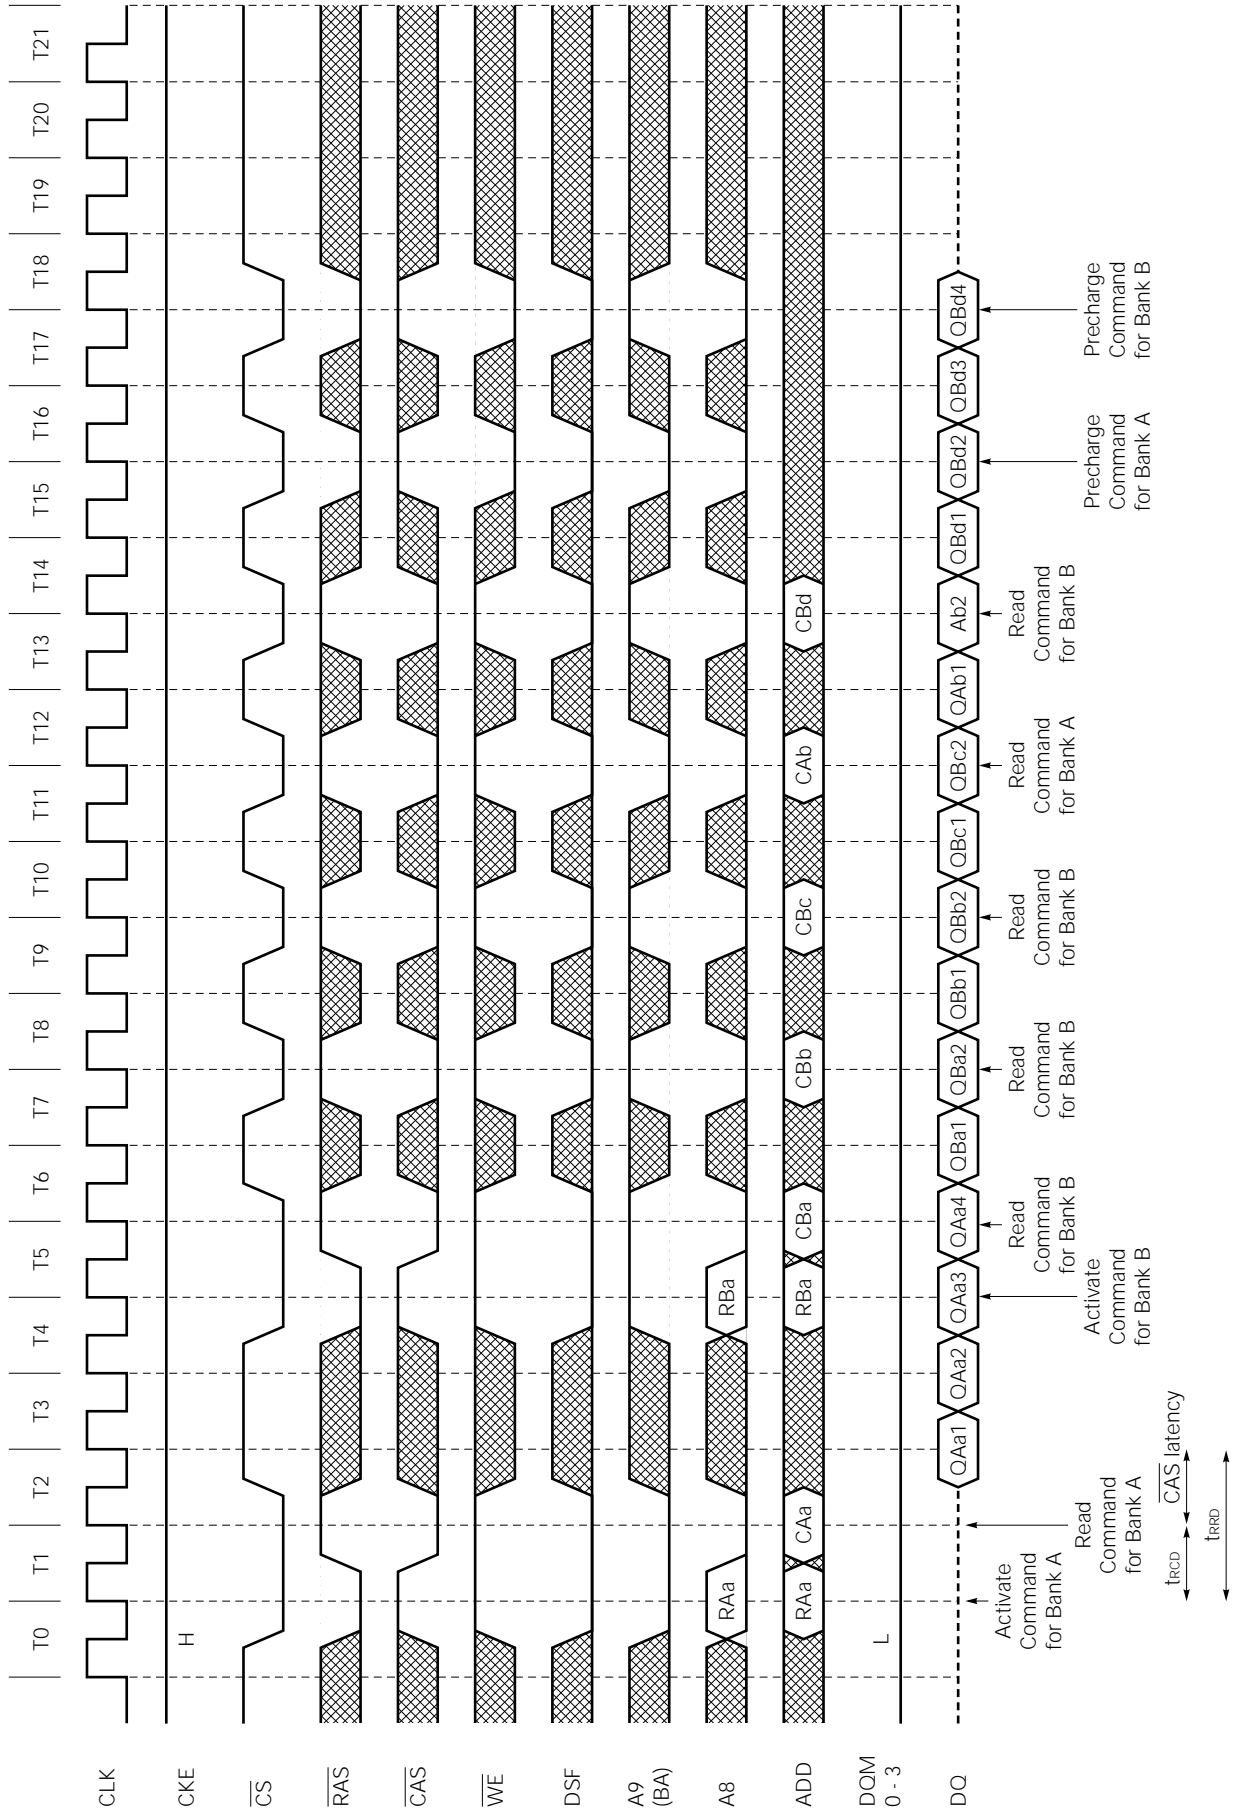 T0 T1 T2 T3 T4 T5 T6 T7 T8 T9 T10 T11 T12 T13 T14 T15 T16 T17 T18 T19 T20 T21
CLK
CKE H
CS
RAS
CAS
WE
DSF
A9
(BA)
A8 RAa RBa
ADD RAa CAa RBa CBa CBb CBc CAb CBd
DQM
0 - 3 L
DQ QAa1 QAa2 QAa3 QAa4 QBa1 QBa2 QBb1 QBb2 QBc1 QBc2 QAb1 Ab2 QBd1 QBd2 QBd3 QBd4
Activate
Command
for Bank A
Read
Command
for Bank A
Activate
Command
for Bank B
Read
Command
for Bank B
Read
Command
for Bank B
Read
Command
for Bank B
Read
Command
for Bank A
Read
Command
for Bank B
Precharge
Command
for Bank A
Precharge
Command
for Bank B
tRCD CAS latency
tRRD